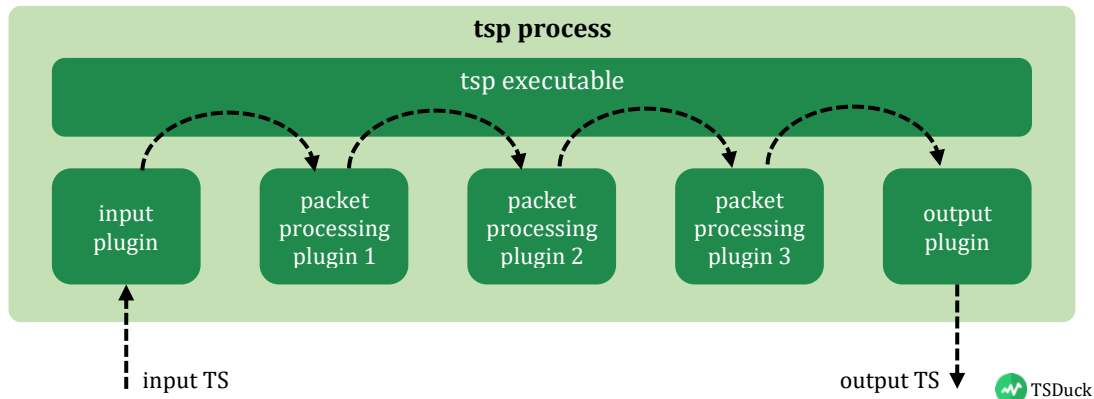 tsp process
tsp executable
input
plugin
packet
processing
plugin 1
packet
processing
plugin 2
packet
processing
plugin 3
output
plugin
input TS
output TS
TSDuck